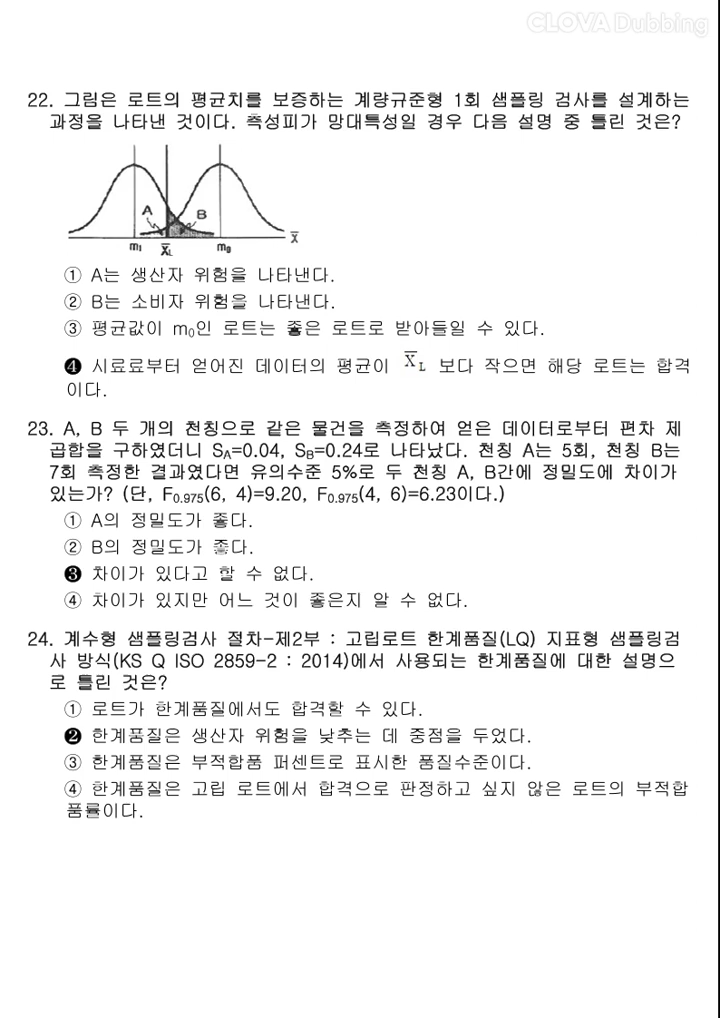 CLOVA Dubbing
22. 그림은 로트의 평균치를 보증하는 계량규준형 1회 샘플링 검사를 설계하는
과정을 나타낸 것이다. 측성피가 망대특성일 경우 다음 설명 중 틀린 것은?
A B
m₁ X̅L m₀ X̅
① A는 생산자 위험을 나타낸다.
② B는 소비자 위험을 나타낸다.
③ 평균값이 m₀인 로트는 좋은 로트로 받아들일 수 있다.
❹ 시료료부터 얻어진 데이터의 평균이 X̅L 보다 작으면 해당 로트는 합격
이다.
23. A, B 두 개의 천칭으로 같은 물건을 측정하여 얻은 데이터로부터 편차 제
곱합을 구하였더니 SA=0.04, SB=0.24로 나타났다. 천칭 A는 5회, 천칭 B는
7회 측정한 결과였다면 유의수준 5%로 두 천칭 A, B간에 정밀도에 차이가
있는가? (단, F0.975(6, 4)=9.20, F0.975(4, 6)=6.23이다.)
① A의 정밀도가 좋다.
② B의 정밀도가 좋다.
❸ 차이가 있다고 할 수 없다.
④ 차이가 있지만 어느 것이 좋은지 알 수 없다.
24. 계수형 샘플링검사 절차-제2부 : 고립로트 한계품질(LQ) 지표형 샘플링검
사 방식(KS Q ISO 2859-2 : 2014)에서 사용되는 한계품질에 대한 설명으
로 틀린 것은?
① 로트가 한계품질에서도 합격할 수 있다.
❷ 한계품질은 생산자 위험을 낮추는 데 중점을 두었다.
③ 한계품질은 부적합품 퍼센트로 표시한 품질수준이다.
④ 한계품질은 고립 로트에서 합격으로 판정하고 싶지 않은 로트의 부적합
품률이다.